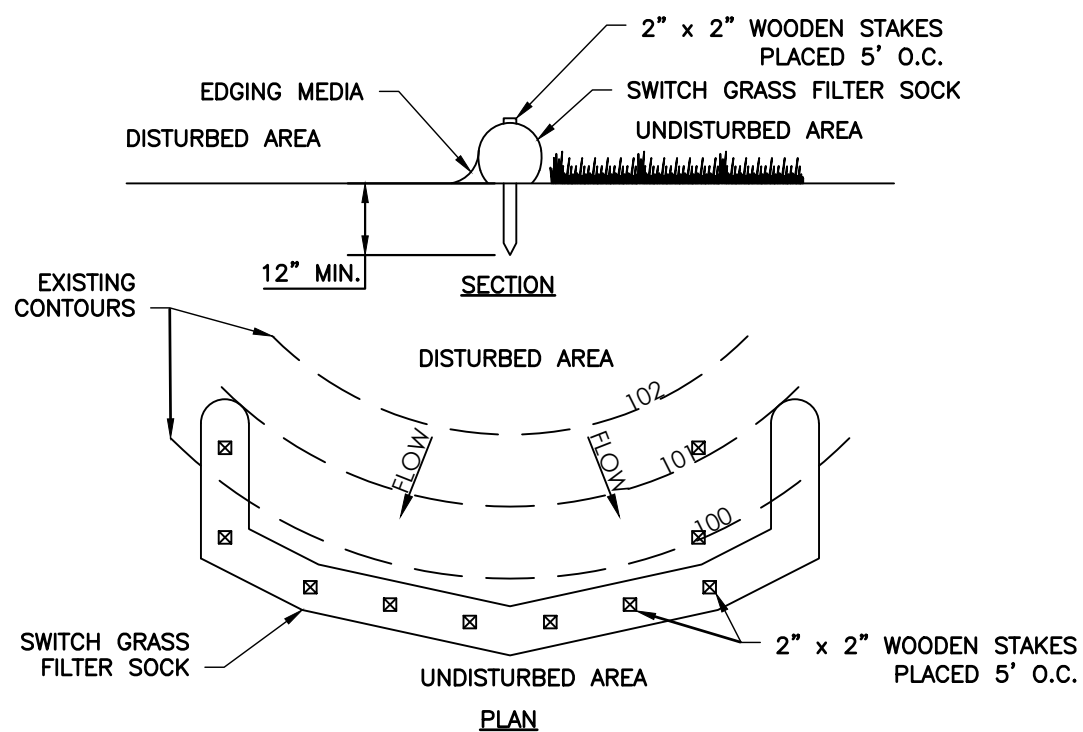 2” x 2” WOODEN STAKES
PLACED 5’ O.C.
EDGING MEDIA
SWITCH GRASS FILTER SOCK
DISTURBED AREA
UNDISTURBED AREA
12” MIN.
SECTION
EXISTING
CONTOURS
DISTURBED AREA
102
FLOW
FLOW
101
100
SWITCH GRASS
FILTER SOCK
2” x 2” WOODEN STAKES
PLACED 5’ O.C.
UNDISTURBED AREA
PLAN